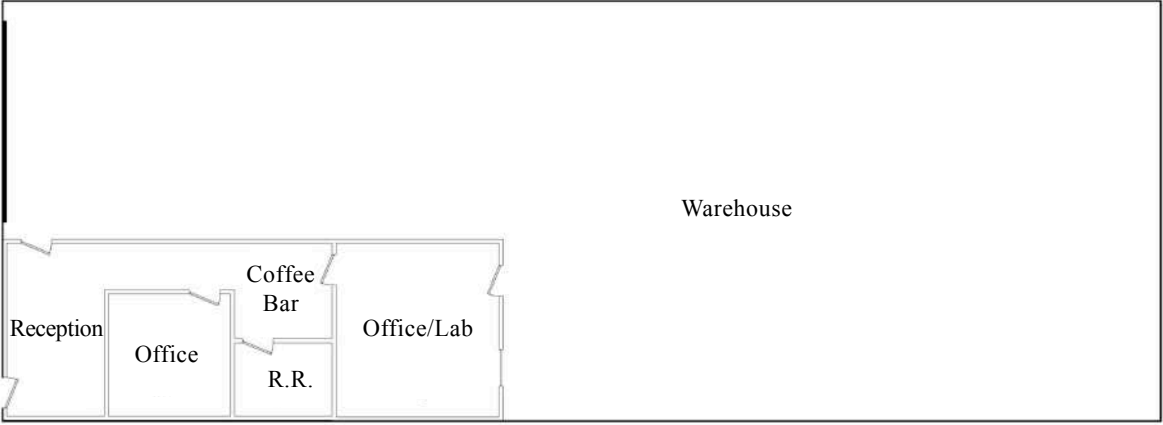 Warehouse
Coffee
Bar
Reception
Office/Lab
Office
R.R.